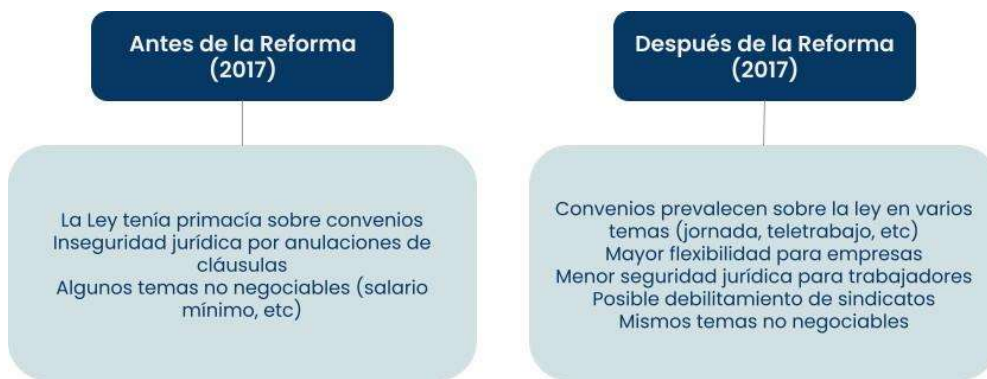 Antes de la Reforma
(2017)
La Ley tenía primacía sobre convenios
Inseguridad jurídica por anulaciones de
cláusulas
Algunos temas no negociables (salario
mínimo, etc)
Después de la Reforma
(2017)
Convenios prevalecen sobre la ley en varios
temas (jornada, teletrabajo, etc)
Mayor flexibilidad para empresas
Menor seguridad jurídica para trabajadores
Posible debilitamiento de sindicatos
Mismos temas no negociables